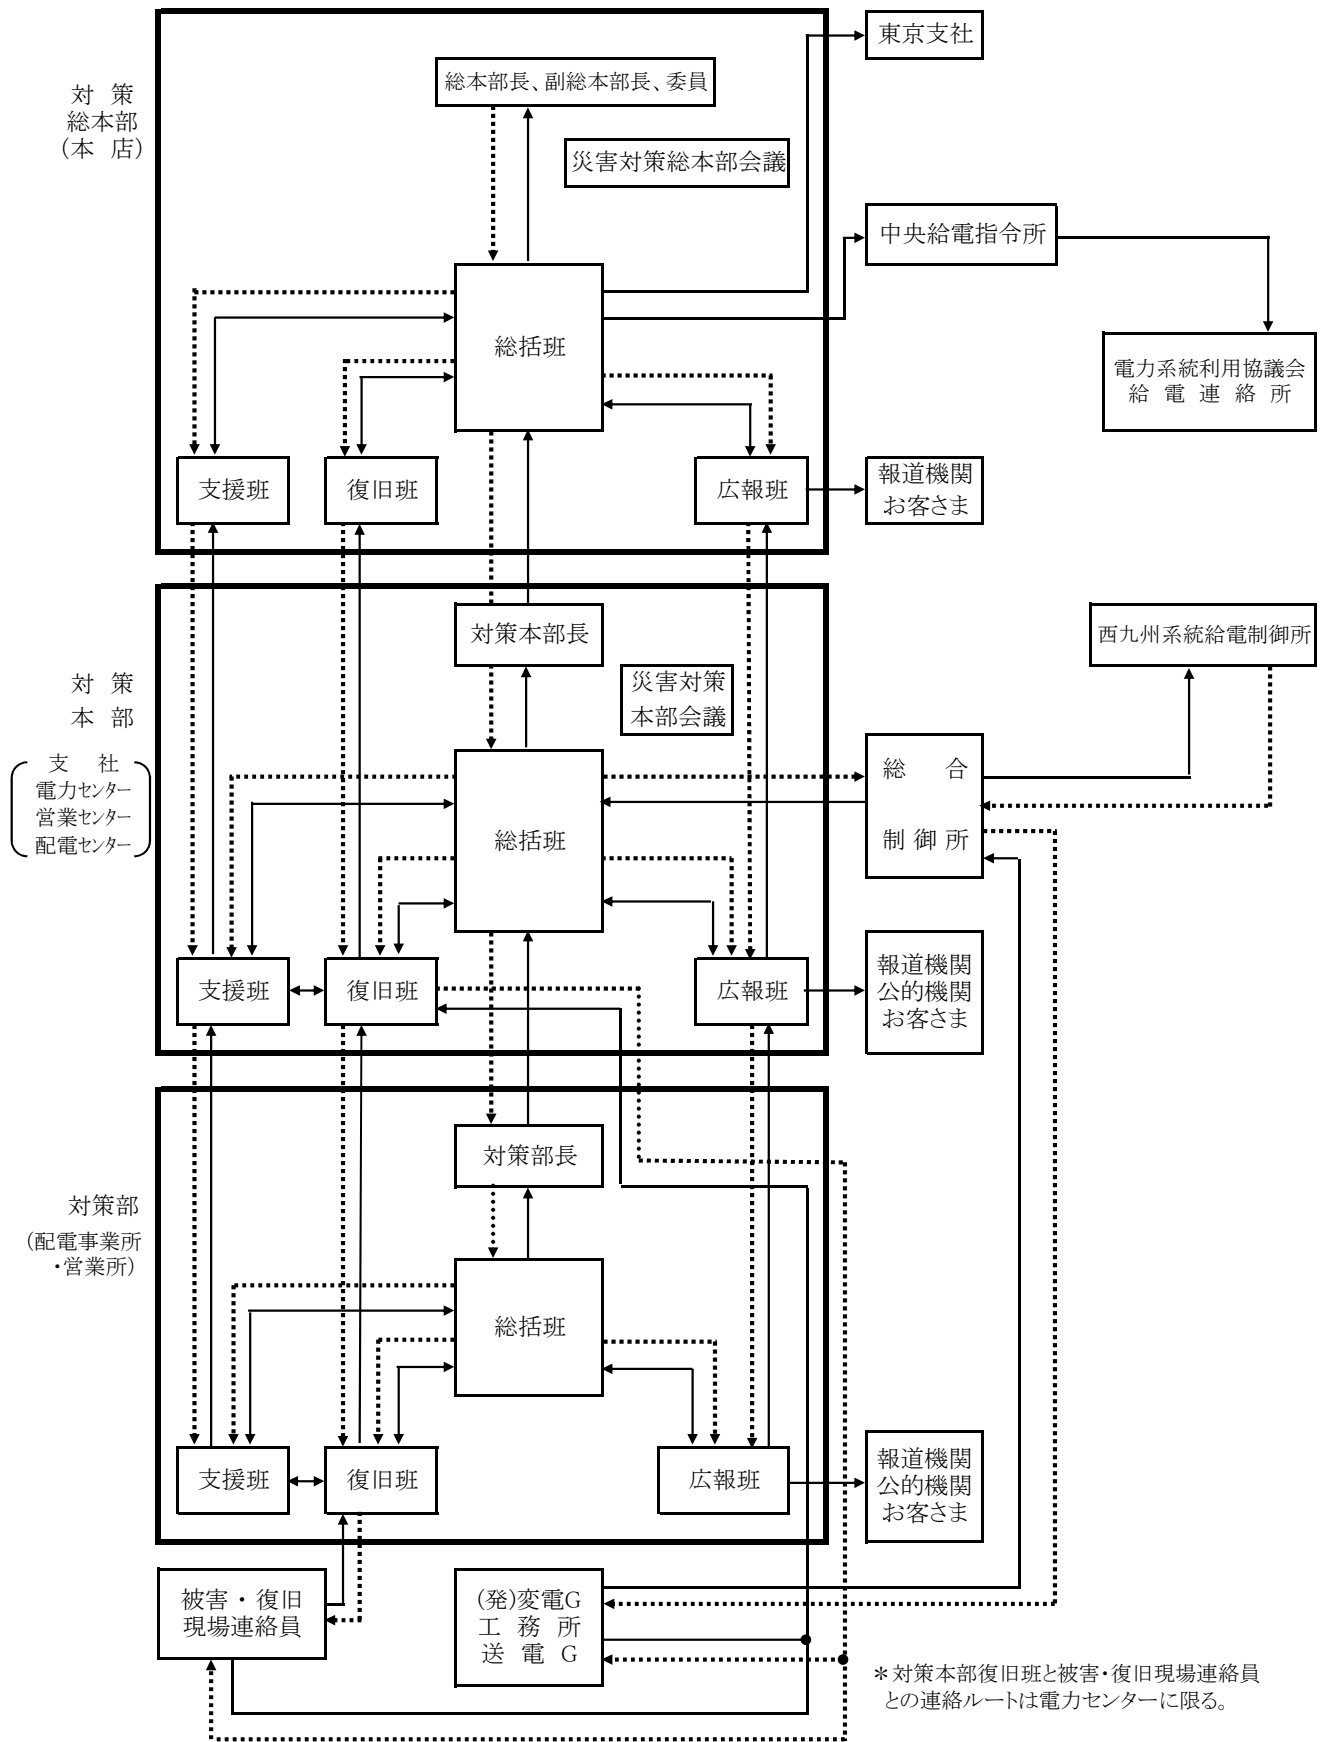 東京支社
総本部長、副総本部長、委員
対 策
総本部
(本 店)
災害対策総本部会議
中央給電指令所
総括班
電力系統利用協議会
給 電 連 絡 所
支援班
復旧班
広報班
報道機関
お客さま
対策本部長
西九州系統給電制御所
災害対策
本部会議
対 策
本 部
支 社
電力センター
営業センター
配電センター
総 合
制 御 所
総括班
支援班
復旧班
広報班
報道機関
公的機関
お客さま
対策部長
対策部
(配電事業所
・営業所)
総括班
支援班
復旧班
広報班
報道機関
公的機関
お客さま
被害・復旧
現場連絡員
(発)変電G
工 務 所
送 電 G
＊対策本部復旧班と被害・復旧現場連絡員
との連絡ルートは電力センターに限る。